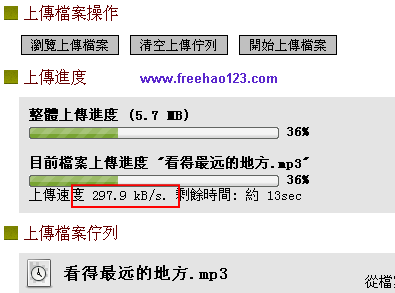 上傳檔案操作
瀏覽上傳檔案 清空上傳佇列 開始上傳檔案
上傳進度 www.freehao123.com
整體上傳進度 (5.7 MB)
36%
目前檔案上傳進度 "看得最远的地方.mp3"
36%
上傳速度 297.9 kB/s. 剩餘時間: 約 13sec
上傳檔案佇列
看得最远的地方.mp3
從檔